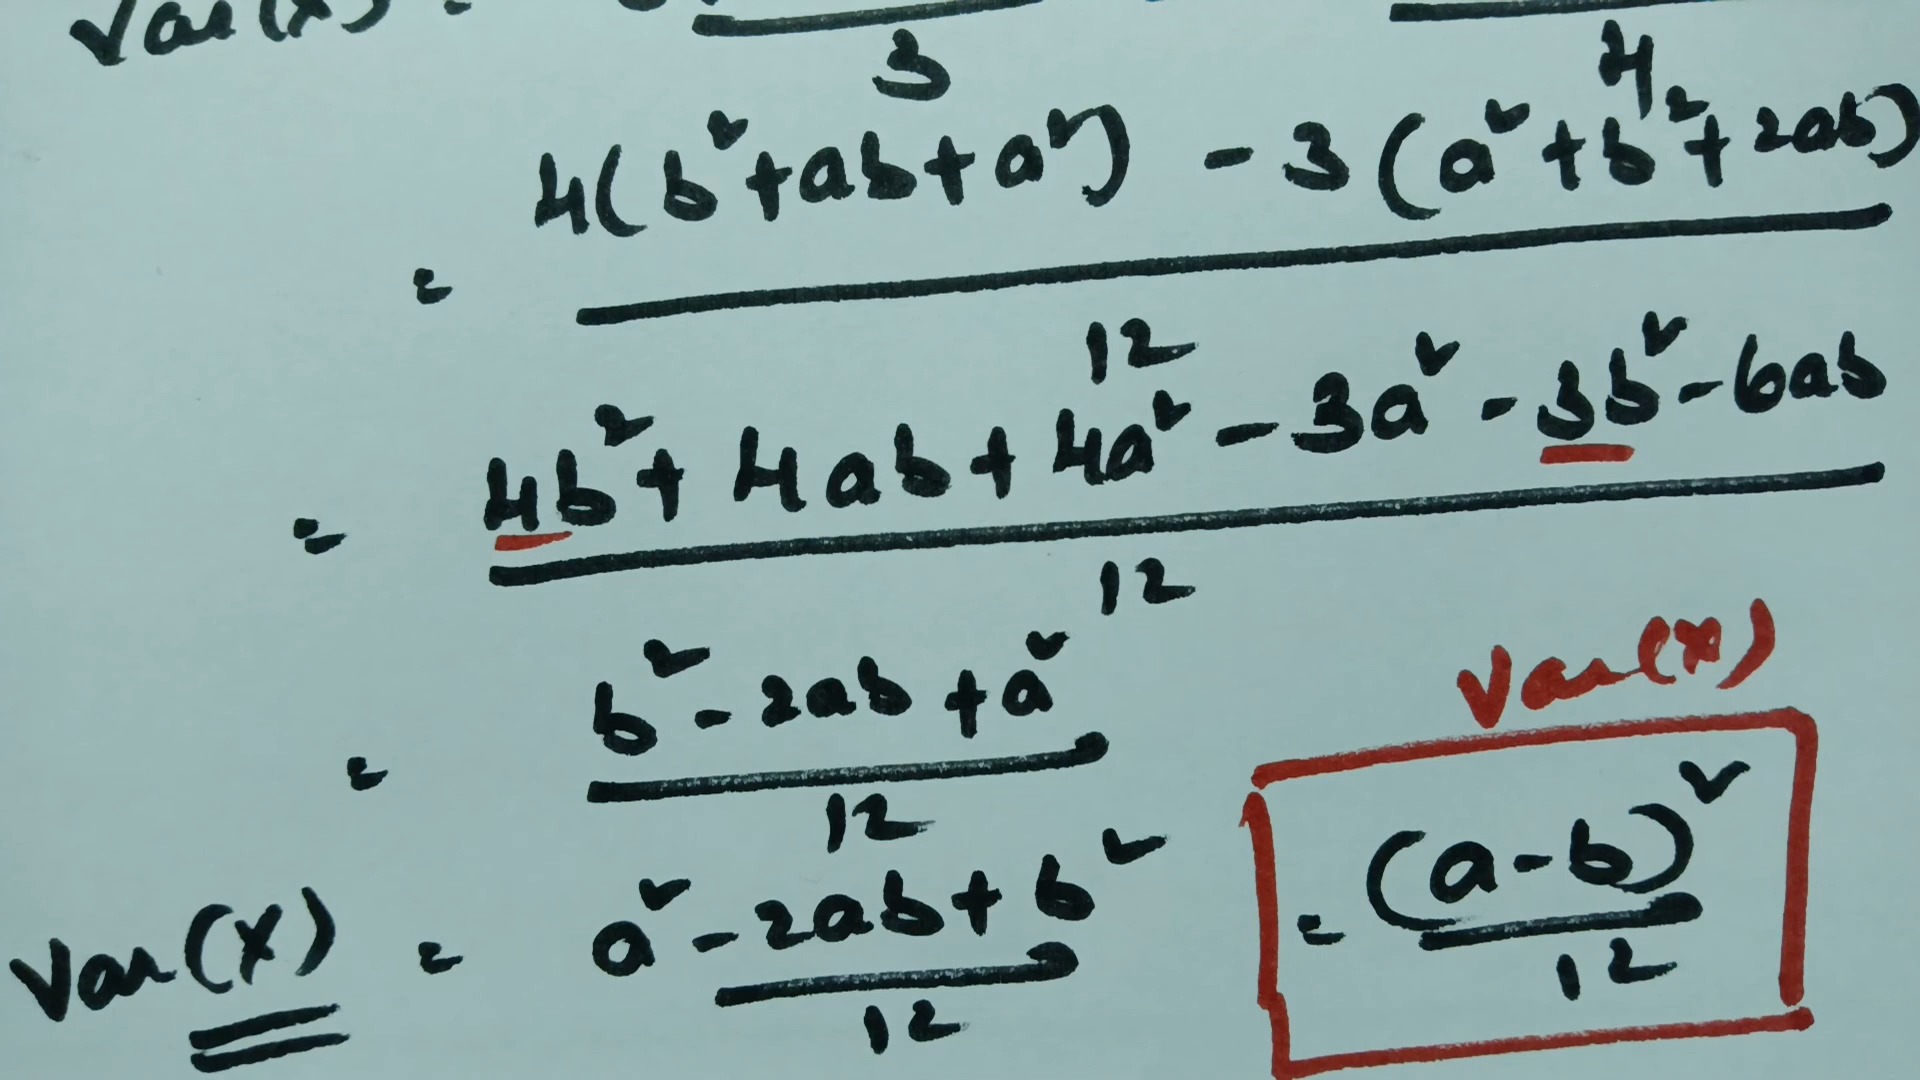 Var(x) =
3
4
4(b²+ab+a²) - 3(a²+b²+2ab)
=
12
= 4b²+4ab+4a²-3a²-3b²-6ab
12
= b²-2ab+a²
12
Var(x)
Var(X) = a²-2ab+b² = (a-b)²
12 12